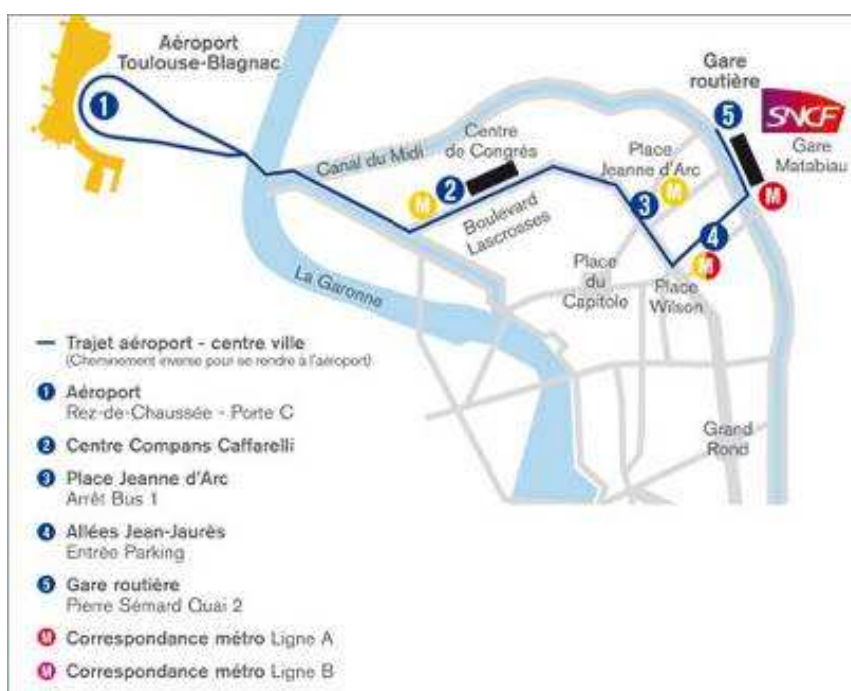 Aéroport
Toulouse-Blagnac
1
Gare
routière
5
SNCF
Gare
Matabiau
M
Canal du Midi
Centre
de Congrès
M
2
Boulevard
Lascrosses
Place
Jeanne d'Arc
3
M
4
M
Place
du
Capitole
Place
Wilson
La Garonne
Grand
Rond
Trajet aéroport - centre ville
(Cheminement inverse pour se rendre à l'aéroport)
1 Aéroport
Rez-de-Chaussée - Porte C
2 Centre Compans Caffarelli
3 Place Jeanne d'Arc
Arrêt Bus 1
4 Allées Jean-Jaurès
Entrée Parking
5 Gare routière
Pierre Sémard Quai 2
M Correspondance métro Ligne A
M Correspondance métro Ligne B